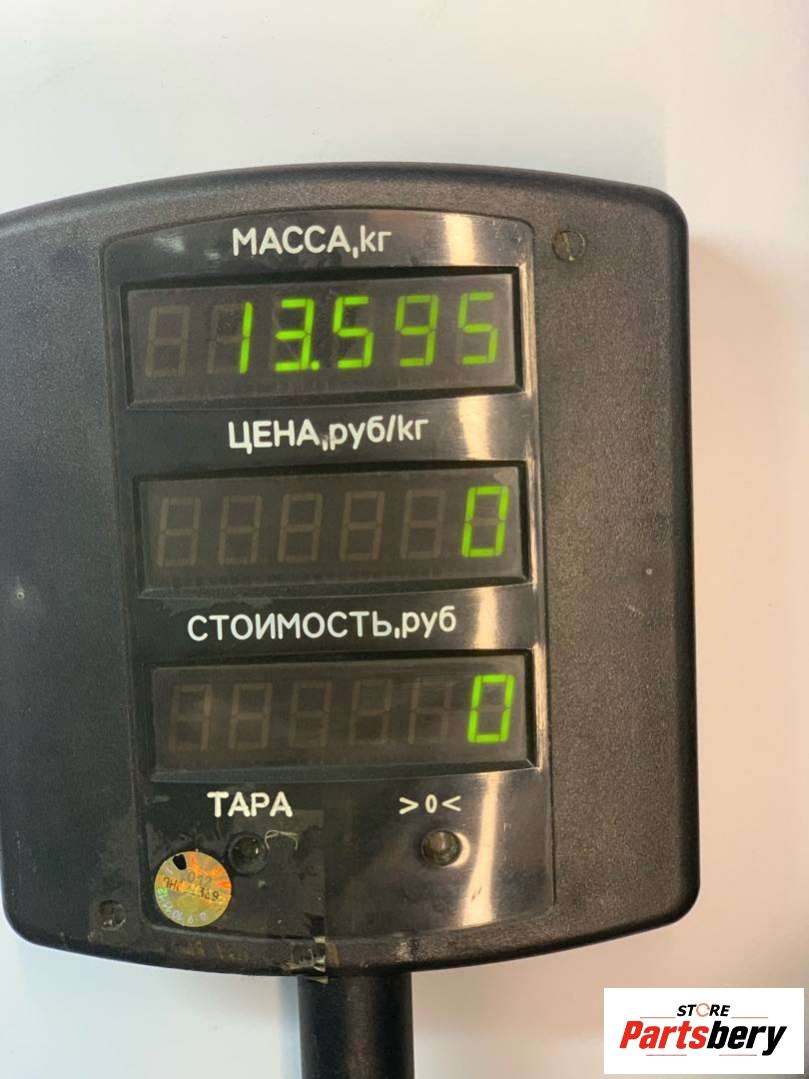 МАССА,кг
13.595
ЦЕНА,руб/кг
0
СТОИМОСТЬ,руб
0
ТАРА >0<
STORE
Partsbery